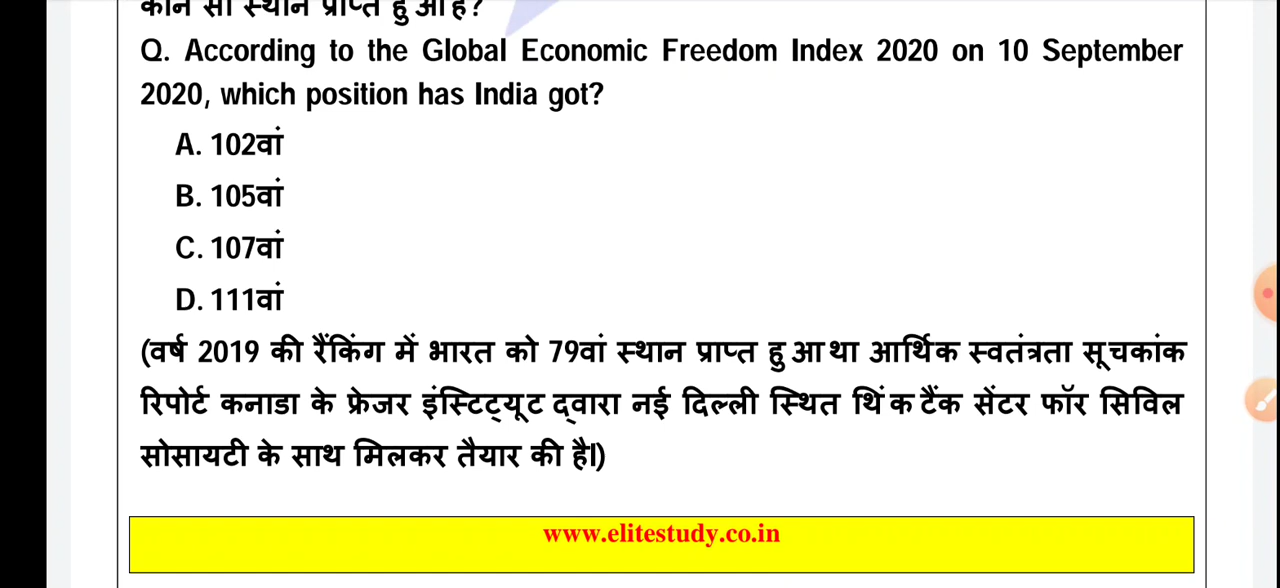 कौन सा स्थान प्राप्त हुआ है?
Q. According to the Global Economic Freedom Index 2020 on 10 September
2020, which position has India got?
A. 102वां
B. 105वां
C. 107वां
D. 111वां
(वर्ष 2019 की रैंकिंग में भारत को 79वां स्थान प्राप्त हुआ था आर्थिक स्वतंत्रता सूचकांक
रिपोर्ट कनाडा के फ्रेजर इंस्टिट्यूट द्वारा नई दिल्ली स्थित थिंक टैंक सेंटर फॉर सिविल
सोसायटी के साथ मिलकर तैयार की है।)
www.elitestudy.co.in